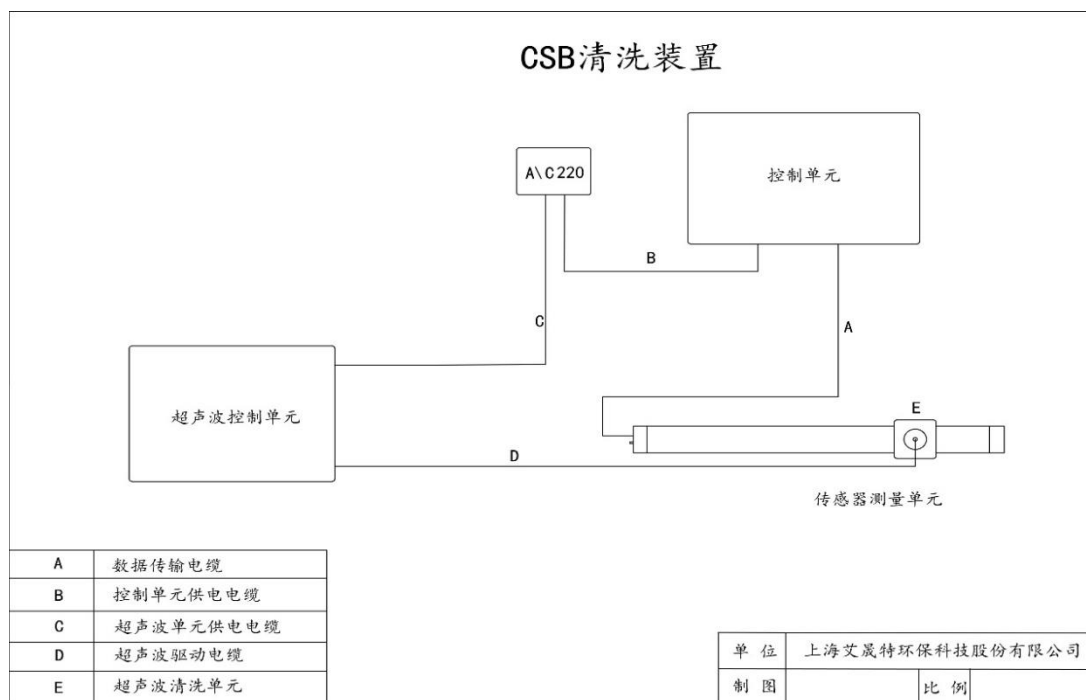 CSB清洗装置
A\C220
控制单元
B
C
A
超声波控制单元
E
D
传感器测量单元
A 数据传输电缆
B 控制单元供电电缆
C 超声波单元供电电缆
D 超声波驱动电缆
E 超声波清洗单元
单 位 上海艾晟特环保科技股份有限公司
制 图 比 例